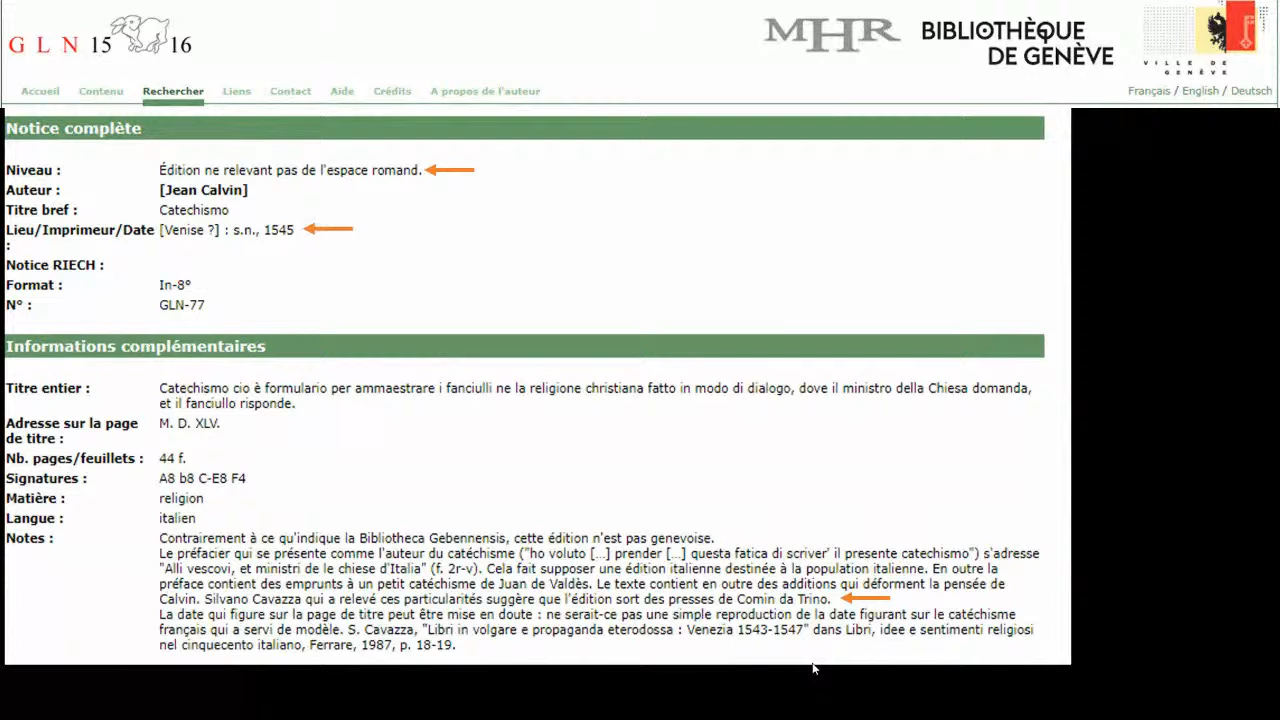 GLN 15 16
MHR
BIBLIOTHÈQUE
DE GENÈVE
VILLE DE
GENÈVE
Accueil Contenu Rechercher Liens Contact Aide Crédits A propos de l'auteur
Français / English / Deutsch
Notice complète
Niveau : Édition ne relevant pas de l'espace romand.
Auteur : [Jean Calvin]
Titre bref : Catechismo
Lieu/Imprimeur/Date [Venise ?] : s.n., 1545
:
Notice RIECH :
Format : In-8°
N° : GLN-77
Informations complémentaires
Titre entier : Catechismo cio è formulario per ammaestrare i fanciulli ne la religione christiana fatto in modo di dialogo, dove il ministro della Chiesa domanda,
et il fanciullo risponde.
Adresse sur la page M. D. XLV.
de titre :
Nb. pages/feuillets : 44 f.
Signatures : A8 b8 C-E8 F4
Matière : religion
Langue : italien
Notes : Contrairement à ce qu'indique la Bibliotheca Gebennensis, cette édition n'est pas genevoise.
Le préfacier qui se présente comme l'auteur du catéchisme ("ho voluto [...] prender [...] questa fatica di scriver' il presente catechismo") s'adresse
"Alli vescovi, et ministri de le chiese d'Italia" (f. 2r-v). Cela fait supposer une édition italienne destinée à la population italienne. En outre la
préface contient des emprunts à un petit catéchisme de Juan de Valdès. Le texte contient en outre des additions qui déforment la pensée de
Calvin. Silvano Cavazza qui a relevé ces particularités suggère que l'édition sort des presses de Comin da Trino.
La date qui figure sur la page de titre peut être mise en doute : ne serait-ce pas une simple reproduction de la date figurant sur le catéchisme
français qui a servi de modèle. S. Cavazza, "Libri in volgare e propaganda eterodossa : Venezia 1543-1547" dans Libri, idee e sentimenti religiosi
nel cinquecento italiano, Ferrare, 1987, p. 18-19.